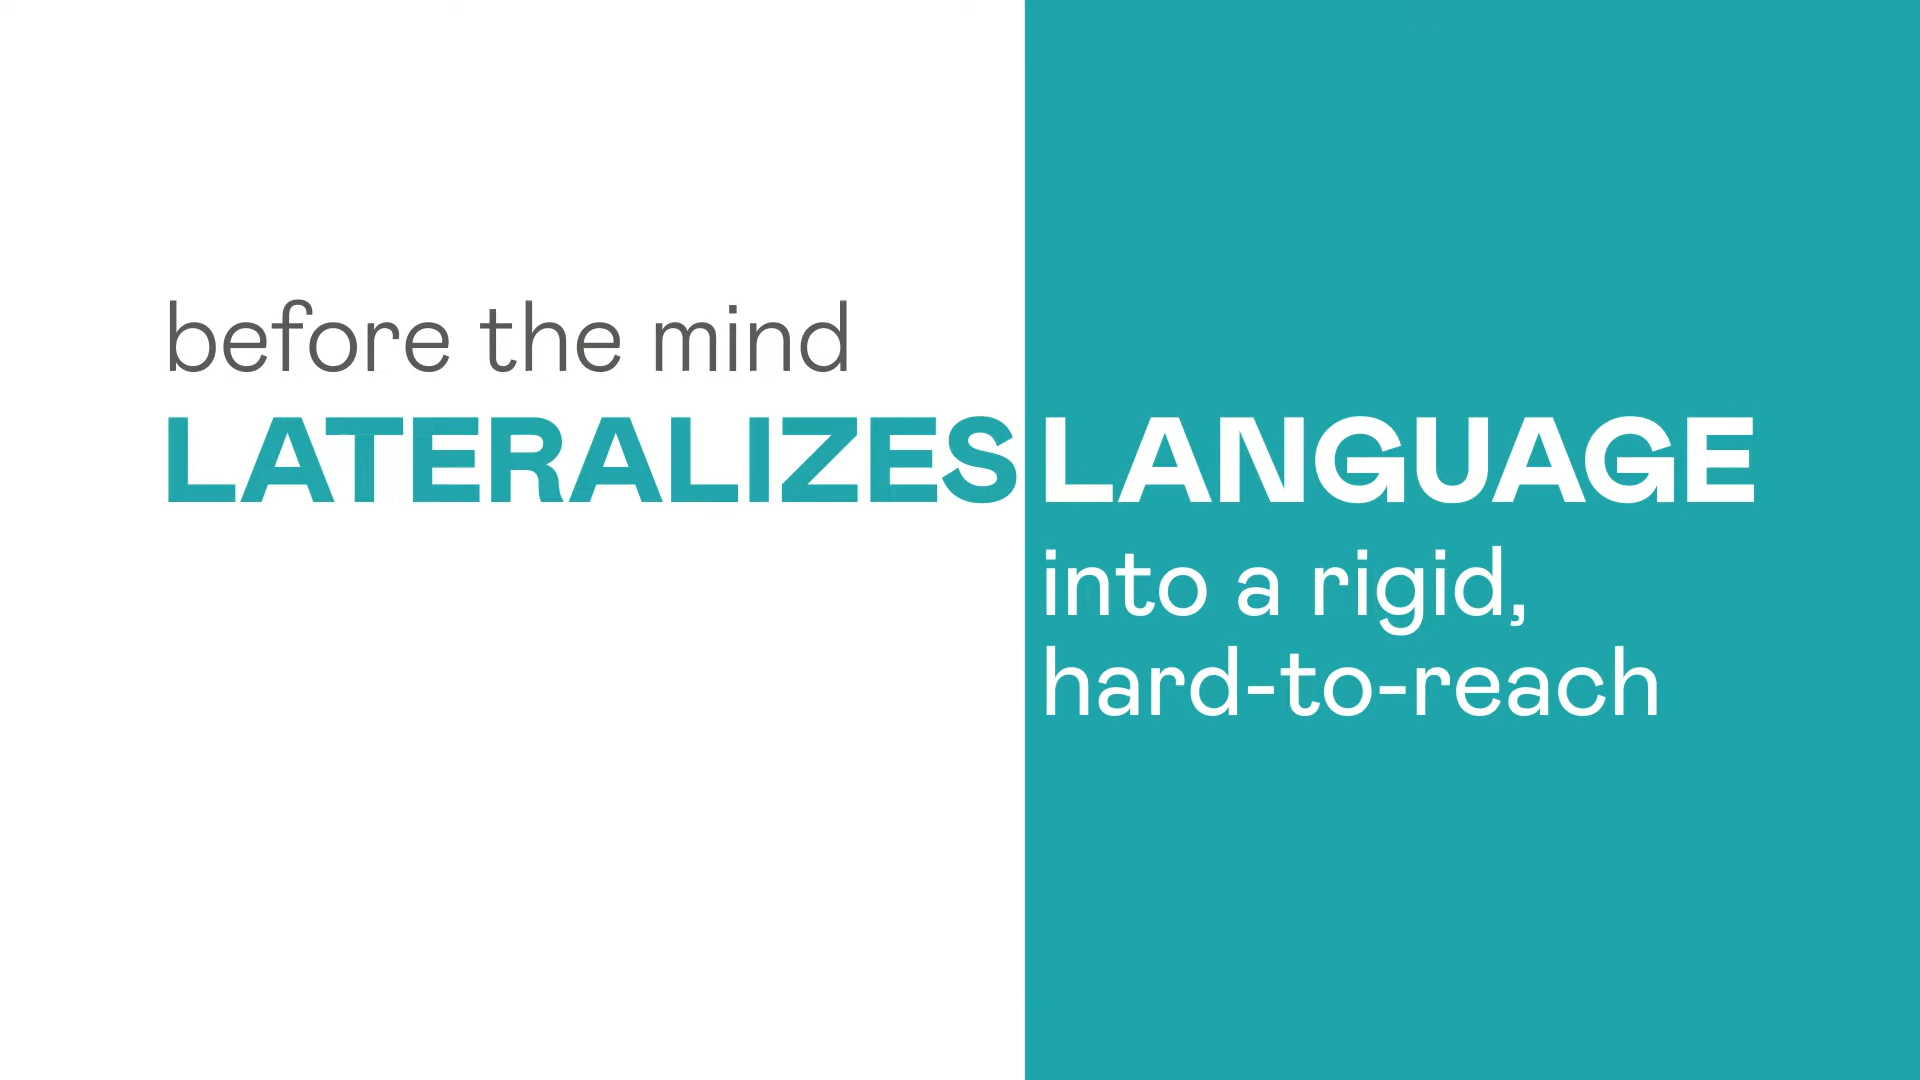 before the mind
LATERALIZES LANGUAGE
into a rigid,
hard-to-reach